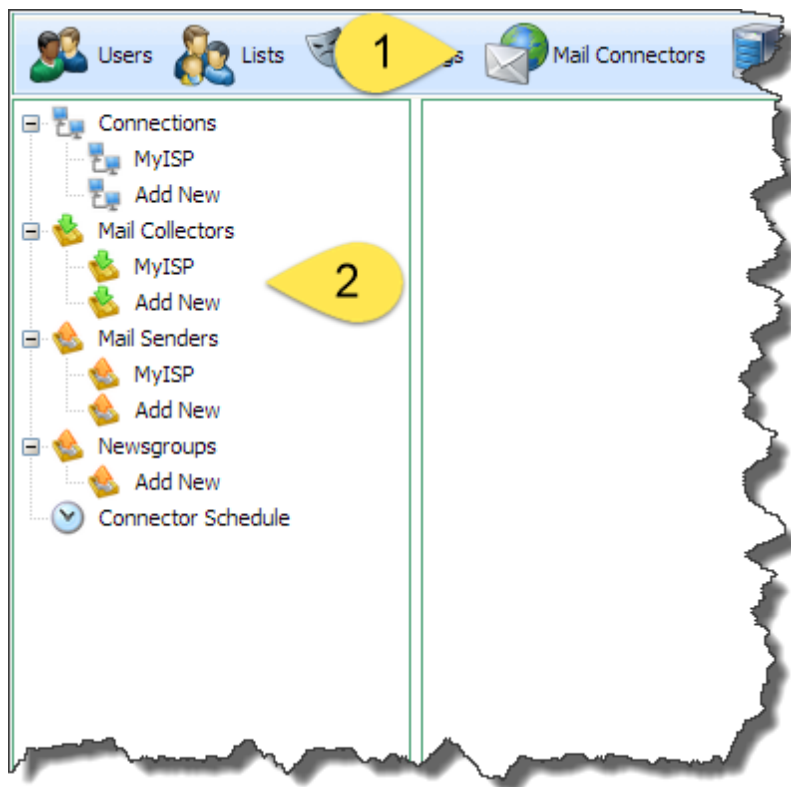 Users
Lists
1
Mail Connectors
Connections
MyISP
Add New
Mail Collectors
MyISP
Add New
2
Mail Senders
MyISP
Add New
Newsgroups
Add New
Connector Schedule